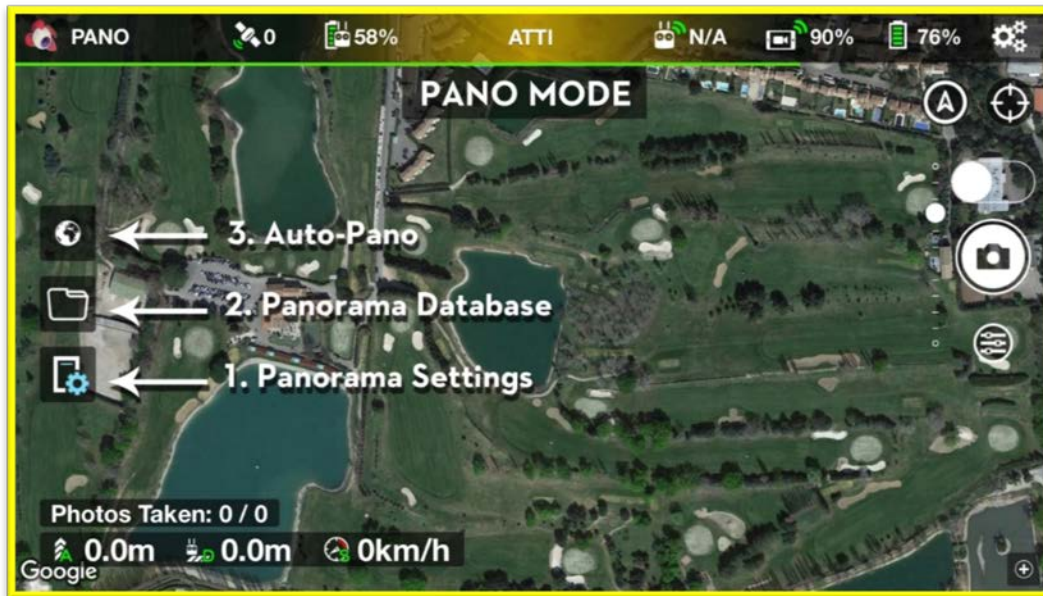 PANO 0 58% ATTI N/A 90% 76%
PANO MODE
A
3. Auto-Pano
2. Panorama Database
1. Panorama Settings
Photos Taken: 0 / 0
A 0.0m D 0.0m S 0km/h
Google